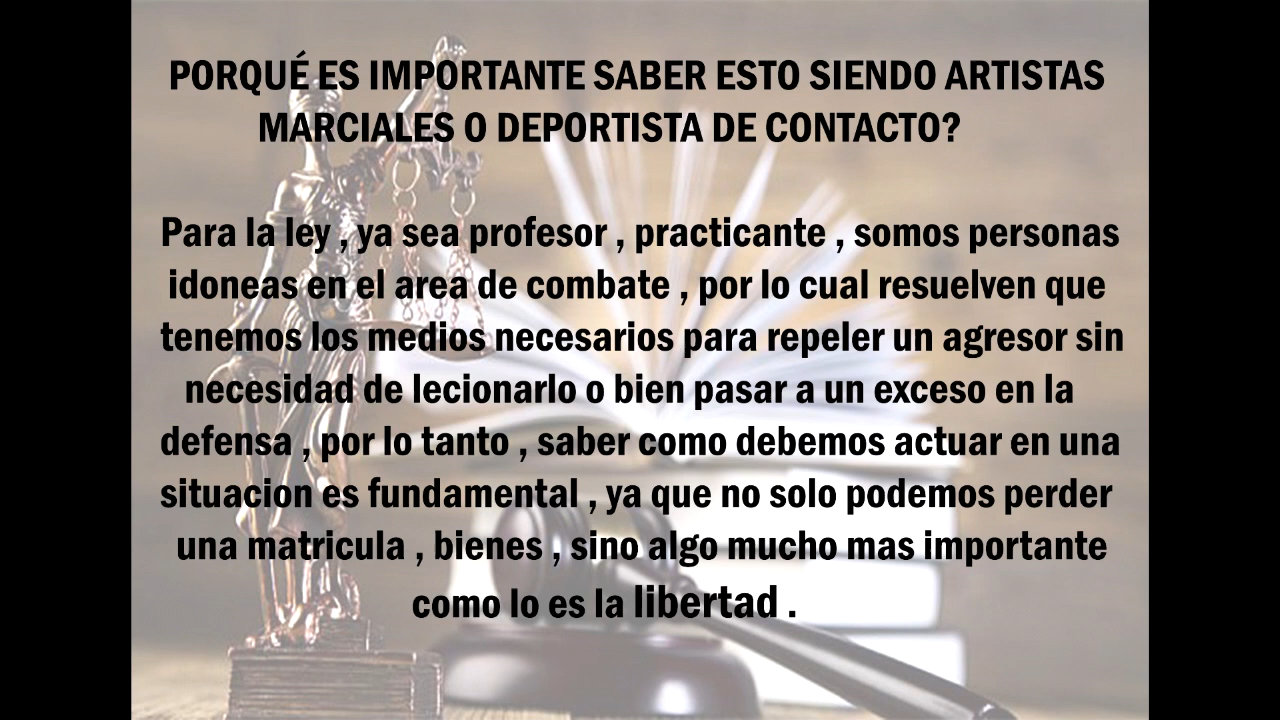 PORQUÉ ES IMPORTANTE SABER ESTO SIENDO ARTISTAS
MARCIALES O DEPORTISTA DE CONTACTO?
Para la ley , ya sea profesor , practicante , somos personas
idoneas en el area de combate , por lo cual resuelven que
tenemos los medios necesarios para repeler un agresor sin
necesidad de lecionarlo o bien pasar a un exceso en la
defensa , por lo tanto , saber como debemos actuar en una
situacion es fundamental , ya que no solo podemos perder
una matricula , bienes , sino algo mucho mas importante
como lo es la libertad .